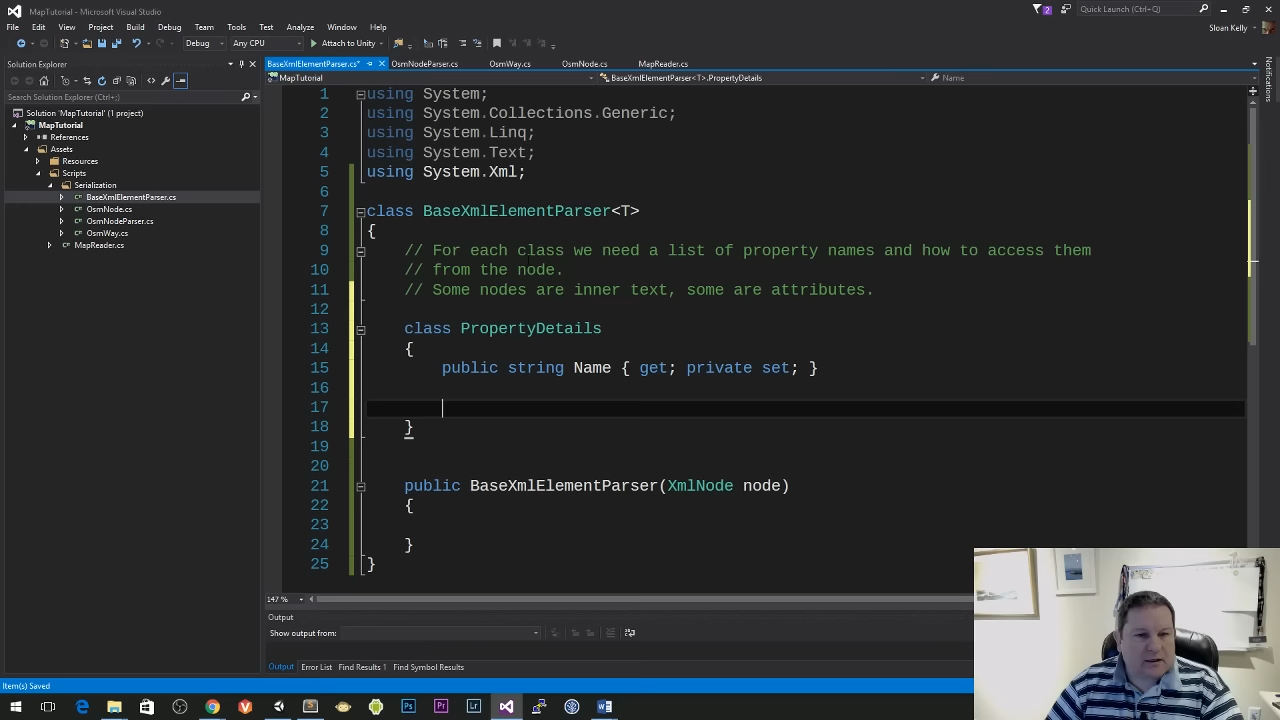 MapTutorial - Microsoft Visual Studio
2
Quick Launch (Ctrl+Q)
File Edit View Project Build Debug Team Tools Test Analyze Window Help
Sloan Kelly
Debug Any CPU Attach to Unity
Solution Explorer
BaseXmlElementParser.cs* OsmNodeParser.cs OsmWay.cs OsmNode.cs MapReader.cs
MapTutorial BaseXmlElementParser<T>.PropertyDetails Name
Search Solution Explorer (Ctrl+;)
Solution 'MapTutorial' (1 project)
MapTutorial
References
Assets
Resources
Scripts
Serialization
BaseXmlElementParser.cs
OsmNode.cs
OsmNodeParser.cs
OsmWay.cs
MapReader.cs
Notifications
1 using System;
2 using System.Collections.Generic;
3 using System.Linq;
4 using System.Text;
5 using System.Xml;
6
7 class BaseXmlElementParser<T>
8 {
9 // For each class we need a list of property names and how to access them
10 // from the node.
11 // Some nodes are inner text, some are attributes.
12
13 class PropertyDetails
14 {
15 public string Name { get; private set; }
16
17
18 }
19
20
21 public BaseXmlElementParser(XmlNode node)
22 {
23
24 }
25 }
147 %
Output
Show output from:
Output Error List Find Results 1 Find Symbol Results
Item(s) Saved
Ps Pr Lr